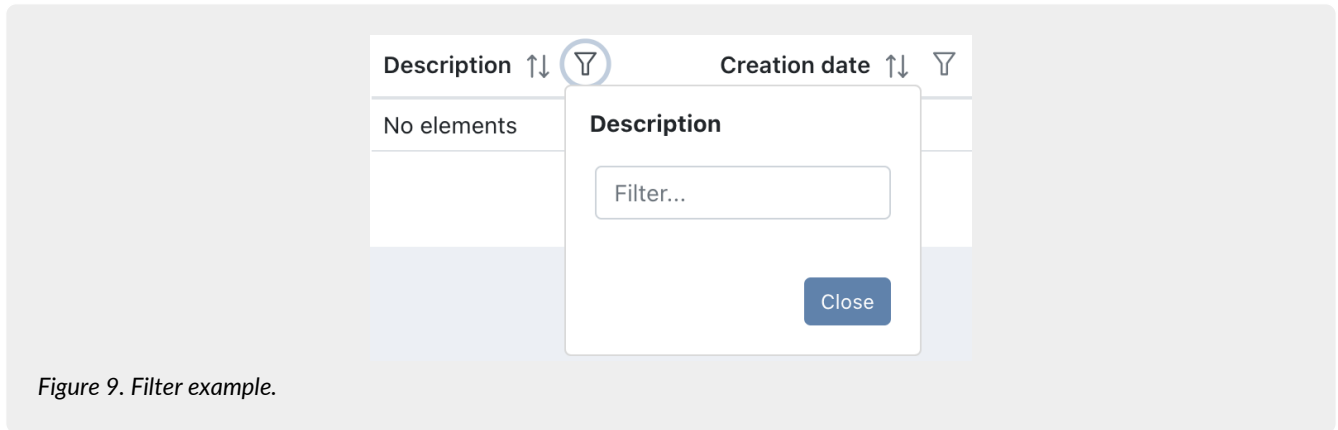 Description Creation date
No elements
Description
Filter...
Close
Figure 9. Filter example.